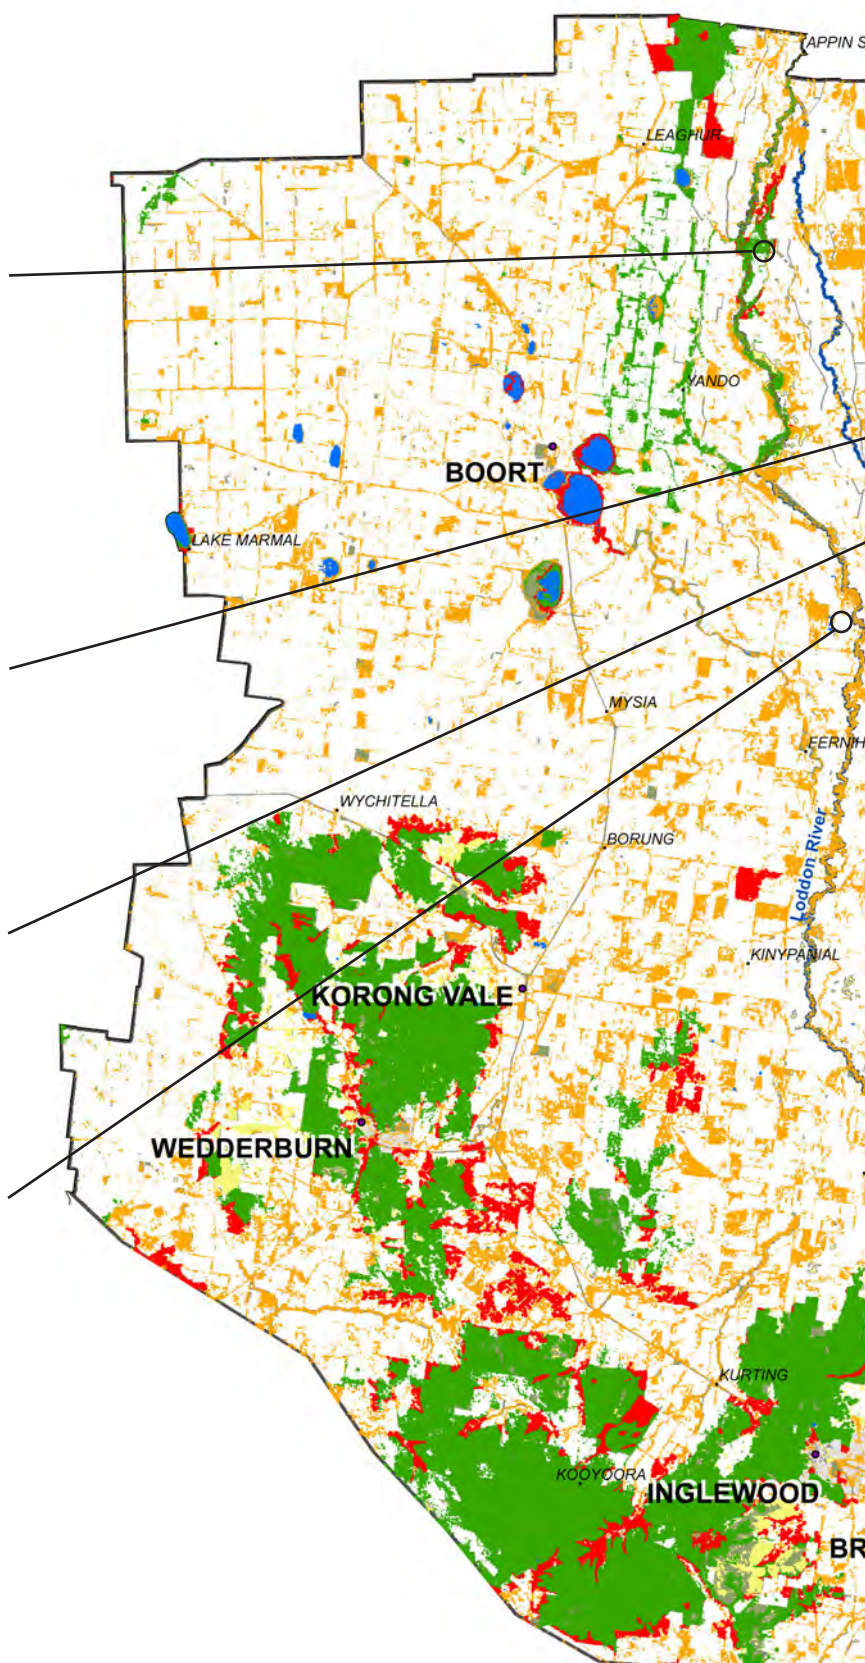 APPIN S
LEAGHUR
YANDO
BOORT
LAKE MARMAL
MYSIA
FERNIH
WYCHITELLA
BORUNG
Loddon River
KINYPANIAL
KORONG VALE
WEDDERBURN
KURTING
KOOYOORA
INGLEWOOD
BR